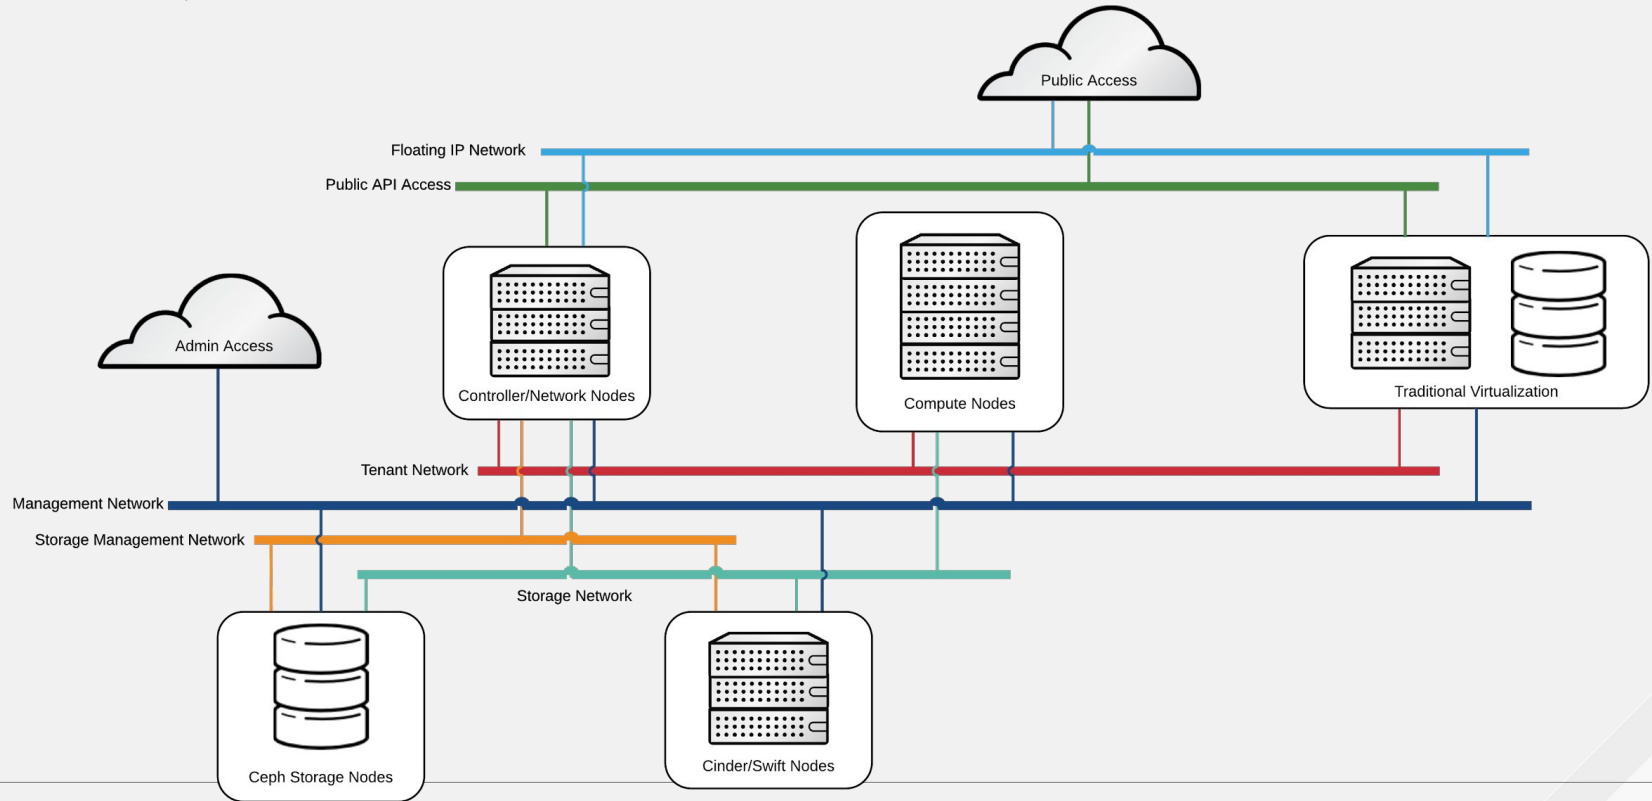 Public Access
Floating IP Network
Public API Access
Admin Access
Controller/Network Nodes
Compute Nodes
Traditional Virtualization
Tenant Network
Management Network
Storage Management Network
Storage Network
Ceph Storage Nodes
Cinder/Swift Nodes